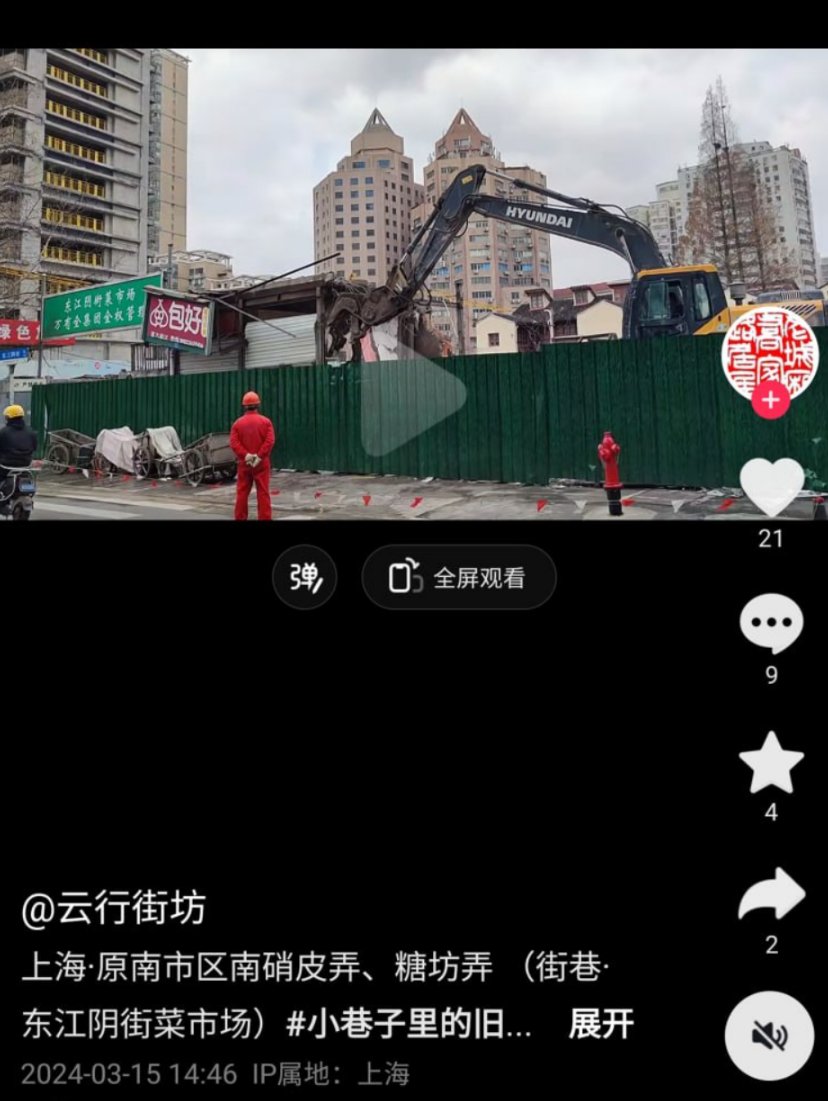 HYUNDAI
东江阴街菜市场
万有全集团全权管理
包好
绿色
弹
全屏观看
21
9
4
2
@云行街坊
上海·原南市区南硝皮弄、糖坊弄 （街巷·
东江阴街菜市场）#小巷子里的旧... 展开
2024-03-15 14:46 IP属地：上海